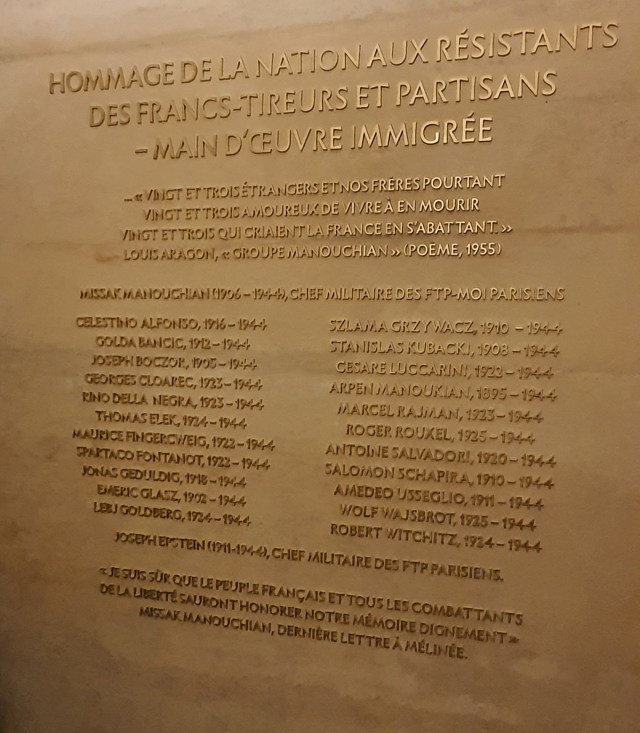 HOMMAGE DE LA NATION AUX RÉSISTANTS
DES FRANCS-TIREURS ET PARTISANS
– MAIN D'ŒUVRE IMMIGRÉE
... « VINGT ET TROIS ÉTRANGERS ET NOS FRÈRES POURTANT
VINGT ET TROIS AMOUREUX DE VIVRE À EN MOURIR
VINGT ET TROIS QUI CRIAIENT LA FRANCE EN S'ABATTANT. »
LOUIS ARAGON, « GROUPE MANOUCHIAN » (POÈME, 1955)
MISSAK MANOUCHIAN (1906 – 1944), CHEF MILITAIRE DES FTP-MOI PARISIENS
CELESTINO ALFONSO, 1916 – 1944
GOLDA BANCIC, 1912 – 1944
JOSEPH BOCZOR, 1905 – 1944
GEORGES CLOAREC, 1923 – 1944
RINO DELLA NEGRA, 1923 – 1944
THOMAS ELEK, 1924 – 1944
MAURICE FINGERCWEIG, 1922 – 1944
SPARTACO FONTANOT, 1922 – 1944
JONAS GEDULDIG, 1918 – 1944
EMERIC GLASZ, 1902 – 1944
LEBJ GOLDBERG, 1924 – 1944
SZLAMA GRZYWACZ, 1910 – 1944
STANISLAS KUBACKI, 1908 – 1944
CESARE LUCCARINI, 1922 – 1944
ARPEN MANOUKIAN, 1895 – 1944
MARCEL RAJMAN, 1923 – 1944
ROGER ROUXEL, 1925 – 1944
ANTOINE SALVADORI, 1920 – 1944
SALOMON SCHAPIRA, 1910 – 1944
AMEDEO USSEGLIO, 1911 – 1944
WOLF WAJSBROT, 1925 – 1944
ROBERT WITCHITZ, 1924 – 1944
JOSEPH EPSTEIN (1911-1944), CHEF MILITAIRE DES FTP PARISIENS.
« JE SUIS SÛR QUE LE PEUPLE FRANÇAIS ET TOUS LES COMBATTANTS
DE LA LIBERTÉ SAURONT HONORER NOTRE MÉMOIRE DIGNEMENT »
MISSAK MANOUCHIAN, DERNIÈRE LETTRE À MÉLINÉE.